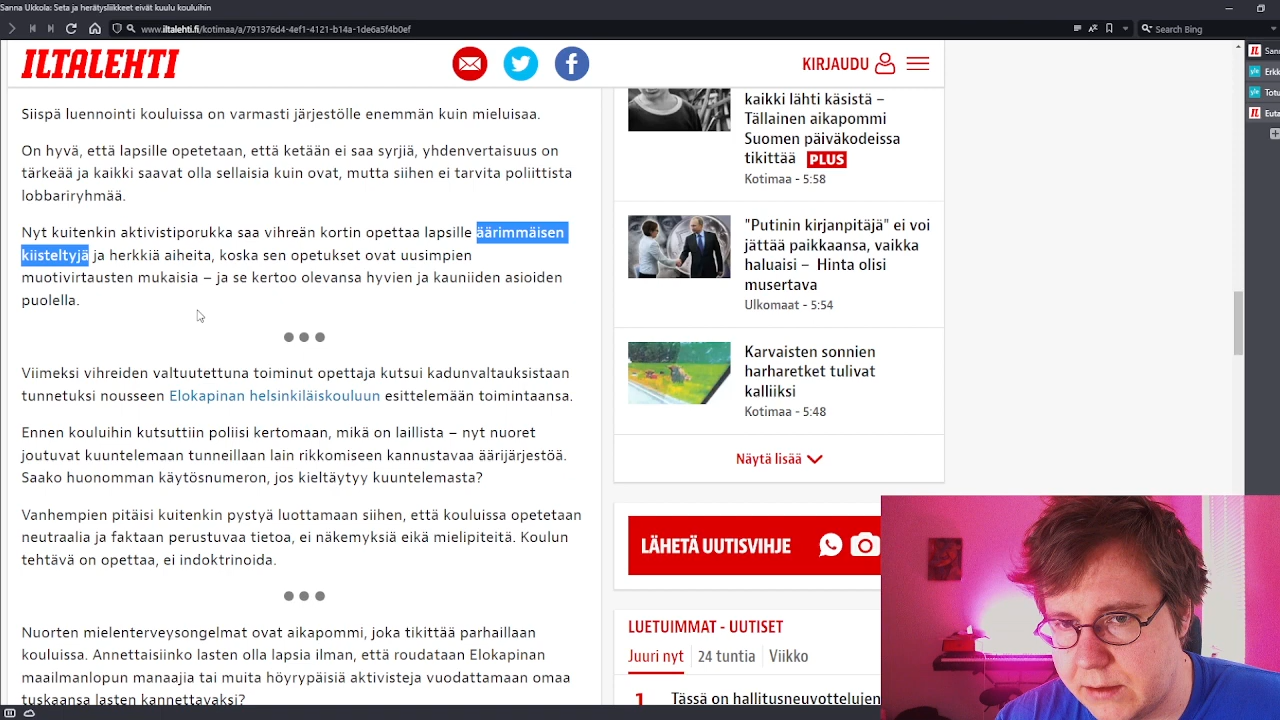 Sanna Ukkola: Seta ja herätysliikkeet eivät kuulu kouluihin
www.iltalehti.fi/kotimaa/a/791376d4-4ef1-4121-b14a-1de6a5f4b0ef
Search Bing
ILTALEHTI
KIRJAUDU
Siispä luennointi kouluissa on varmasti järjestölle enemmän kuin mieluisaa.
On hyvä, että lapsille opetetaan, että ketään ei saa syrjiä, yhdenvertaisuus on
tärkeää ja kaikki saavat olla sellaisia kuin ovat, mutta siihen ei tarvita poliittista
lobbariryhmää.
Nyt kuitenkin aktivistiporukka saa vihreän kortin opettaa lapsille äärimmäisen
kiisteltyjä ja herkkiä aiheita, koska sen opetukset ovat uusimpien
muotivirtausten mukaisia – ja se kertoo olevansa hyvien ja kauniiden asioiden
puolella.
Viimeksi vihreiden valtuutettuna toiminut opettaja kutsui kadunvaltauksistaan
tunnetuksi nousseen Elokapinan helsinkiläiskouluun esittelemään toimintaansa.
Ennen kouluihin kutsuttiin poliisi kertomaan, mikä on laillista – nyt nuoret
joutuvat kuuntelemaan tunneillaan lain rikkomiseen kannustavaa äärijärjestöä.
Saako huonomman käytösnumeron, jos kieltäytyy kuuntelemasta?
Vanhempien pitäisi kuitenkin pystyä luottamaan siihen, että kouluissa opetetaan
neutraalia ja faktaan perustuvaa tietoa, ei näkemyksiä eikä mielipiteitä. Koulun
tehtävä on opettaa, ei indoktrinoida.
Nuorten mielenterveysongelmat ovat aikapommi, joka tikittää parhaillaan
kouluissa. Annettaisiinko lasten olla lapsia ilman, että roudataan Elokapinan
maailmanlopun manaajia tai muita höyrypäisiä aktivisteja vuodattamaan omaa
tuskaansa lasten kannettavaksi?
kaikki lähti käsistä –
Tällainen aikapommi
Suomen päiväkodeissa
tikittää PLUS
Kotimaa - 5:58
"Putinin kirjanpitäjä" ei voi
jättää paikkaansa, vaikka
haluaisi – Hinta olisi
musertava
Ulkomaat - 5:54
Karvaisten sonnien
harharetket tulivat
kalliiksi
Kotimaa - 5:48
Näytä lisää
LÄHETÄ UUTISVIHJE
LUETUIMMAT - UUTISET
Juuri nyt 24 tuntia Viikko
1 Tässä on hallitusneuvottelujen
IL San
yle Erkk
yle Totu
IL Euta